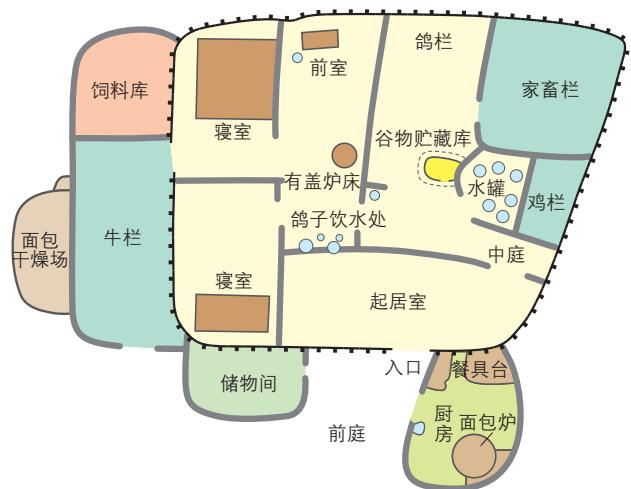 鸽栏
前室
饲料库
家畜栏
寝室
谷物贮藏库
有盖炉床
水罐
鸡栏
鸽子饮水处
牛栏
面包
干燥场
中庭
寝室
起居室
入口
餐具台
储物间
厨
房
面包炉
前庭